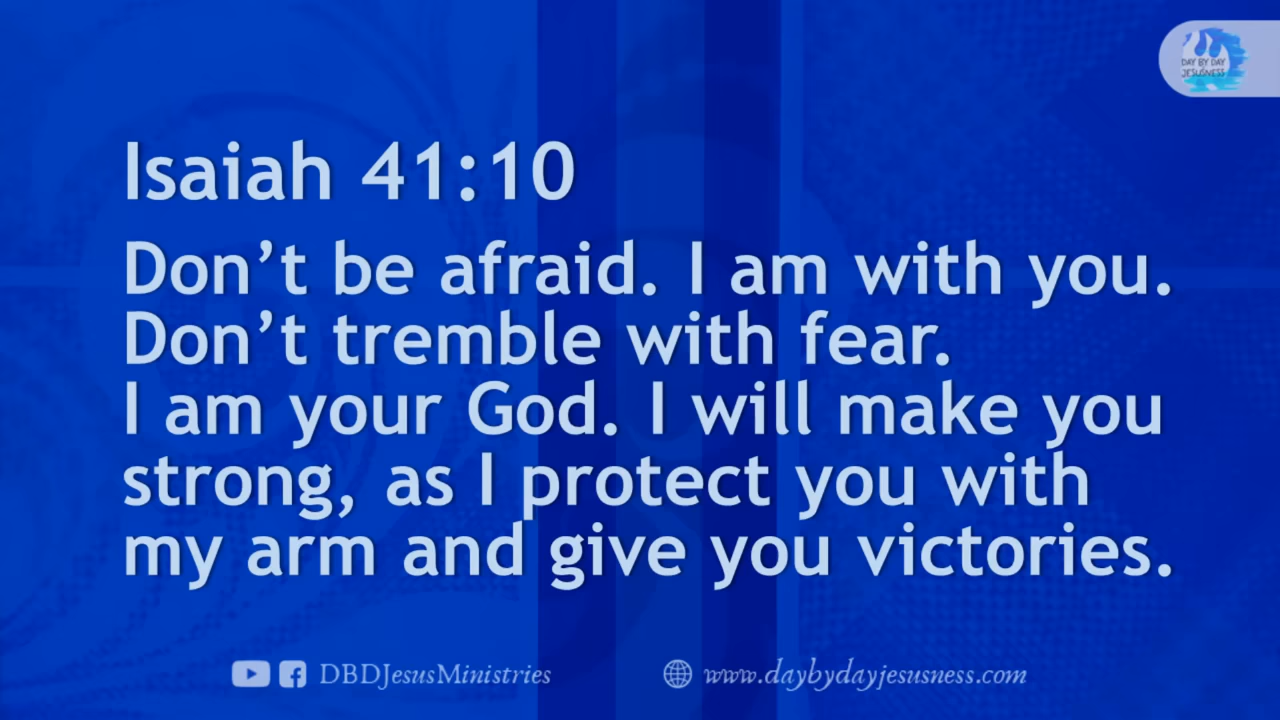 DAY BY DAY
JESUSNESS
Isaiah 41:10
Don’t be afraid. I am with you.
Don’t tremble with fear.
I am your God. I will make you
strong, as I protect you with
my arm and give you victories.
DBDJesusMinistries
www.daybydayjesusness.com